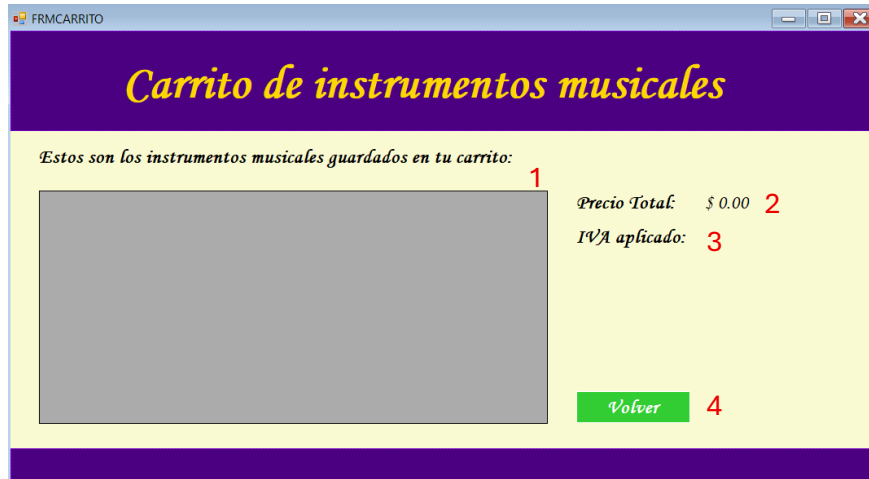 FRMCARRITO
Carrito de instrumentos musicales
Estos son los instrumentos musicales guardados en tu carrito:
1
Precio Total: $ 0.00 2
IVA aplicado: 3
Volver 4